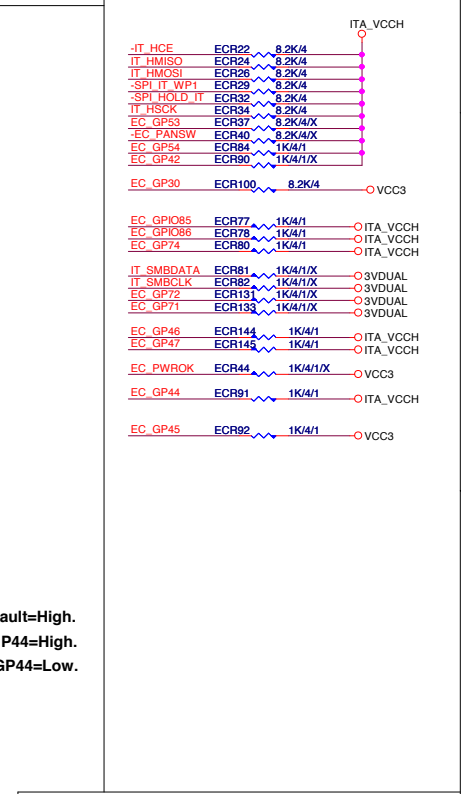 ITA_VCCH
-IT_HCE ECR22 8.2K/4
IT_HMISO ECR24 8.2K/4
IT_HMOSI ECR26 8.2K/4
-SPI_IT_WP1 ECR29 8.2K/4
-SPI_HOLD_IT ECR32 8.2K/4
IT_HSCK ECR34 8.2K/4
EC_GP53 ECR37 8.2K/4/X
-EC_PANSW ECR40 8.2K/4/X
EC_GP54 ECR84 1K/4/1
EC_GP42 ECR90 1K/4/1/X
EC_GP30 ECR100 8.2K/4 VCC3
EC_GPIO85 ECR77 1K/4/1 ITA_VCCH
EC_GPIO86 ECR78 1K/4/1 ITA_VCCH
EC_GP74 ECR80 1K/4/1 ITA_VCCH
IT_SMBDATA ECR81 1K/4/1/X 3VDUAL
IT_SMBCLK ECR82 1K/4/1/X 3VDUAL
EC_GP72 ECR131 1K/4/1/X 3VDUAL
EC_GP71 ECR133 1K/4/1/X 3VDUAL
EC_GP46 ECR144 1K/4/1 ITA_VCCH
EC_GP47 ECR145 1K/4/1 ITA_VCCH
EC_PWROK ECR44 1K/4/1/X VCC3
EC_GP44 ECR91 1K/4/1 ITA_VCCH
EC_GP45 ECR92 1K/4/1 VCC3
ault=High.
P44=High.
GP44=Low.